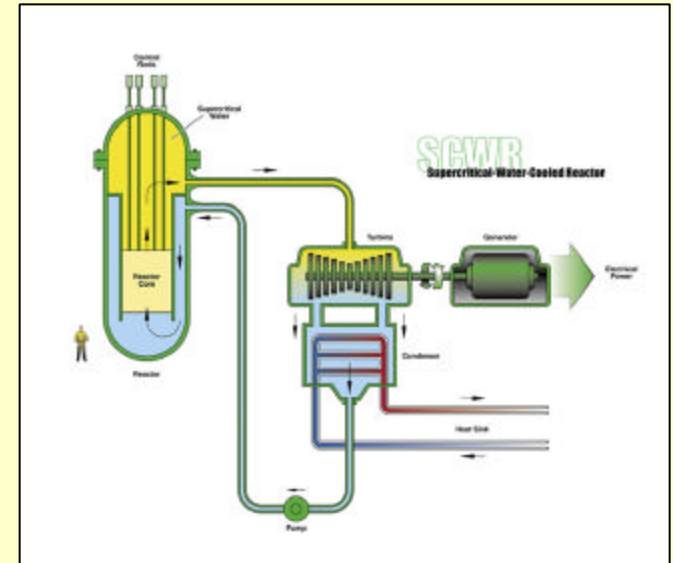 Control
Rods
Supercritical
Water
SCWR
Supercritical-Water-Cooled Reactor
Turbine
Generator
Electrical
Power
Reactor
Core
Condenser
Reactor
Heat Sink
Pump